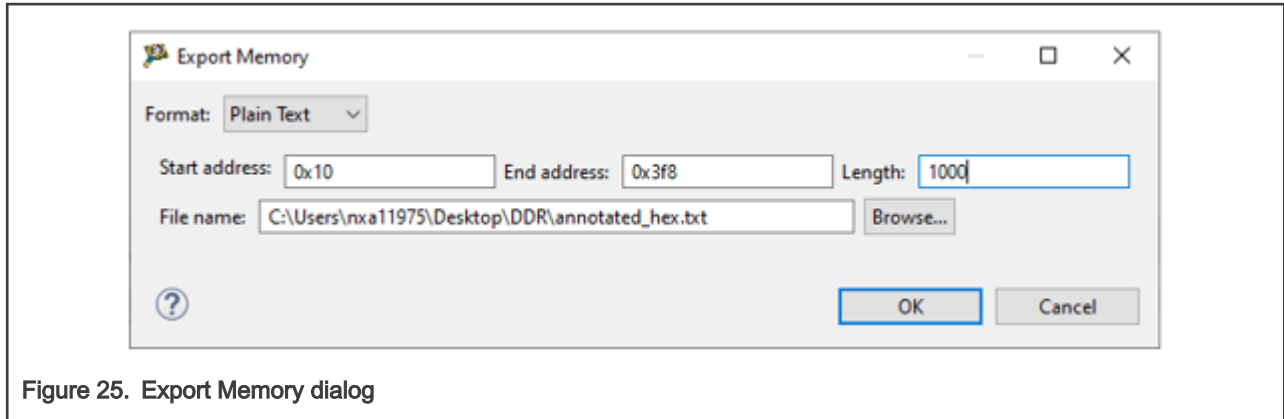 Export Memory
Format: Plain Text
Start address: 0x10 End address: 0x3f8 Length: 1000
File name: C:\Users\nxa11975\Desktop\DDR\annotated_hex.txt Browse...
? OK Cancel
Figure 25. Export Memory dialog